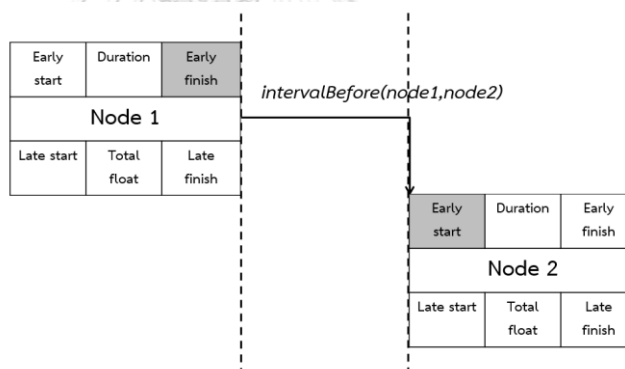 Early start
Duration
Early finish
intervalBefore(node1,node2)
Node 1
Late start
Total float
Late finish
Early start
Duration
Early finish
Node 2
Late start
Total float
Late finish